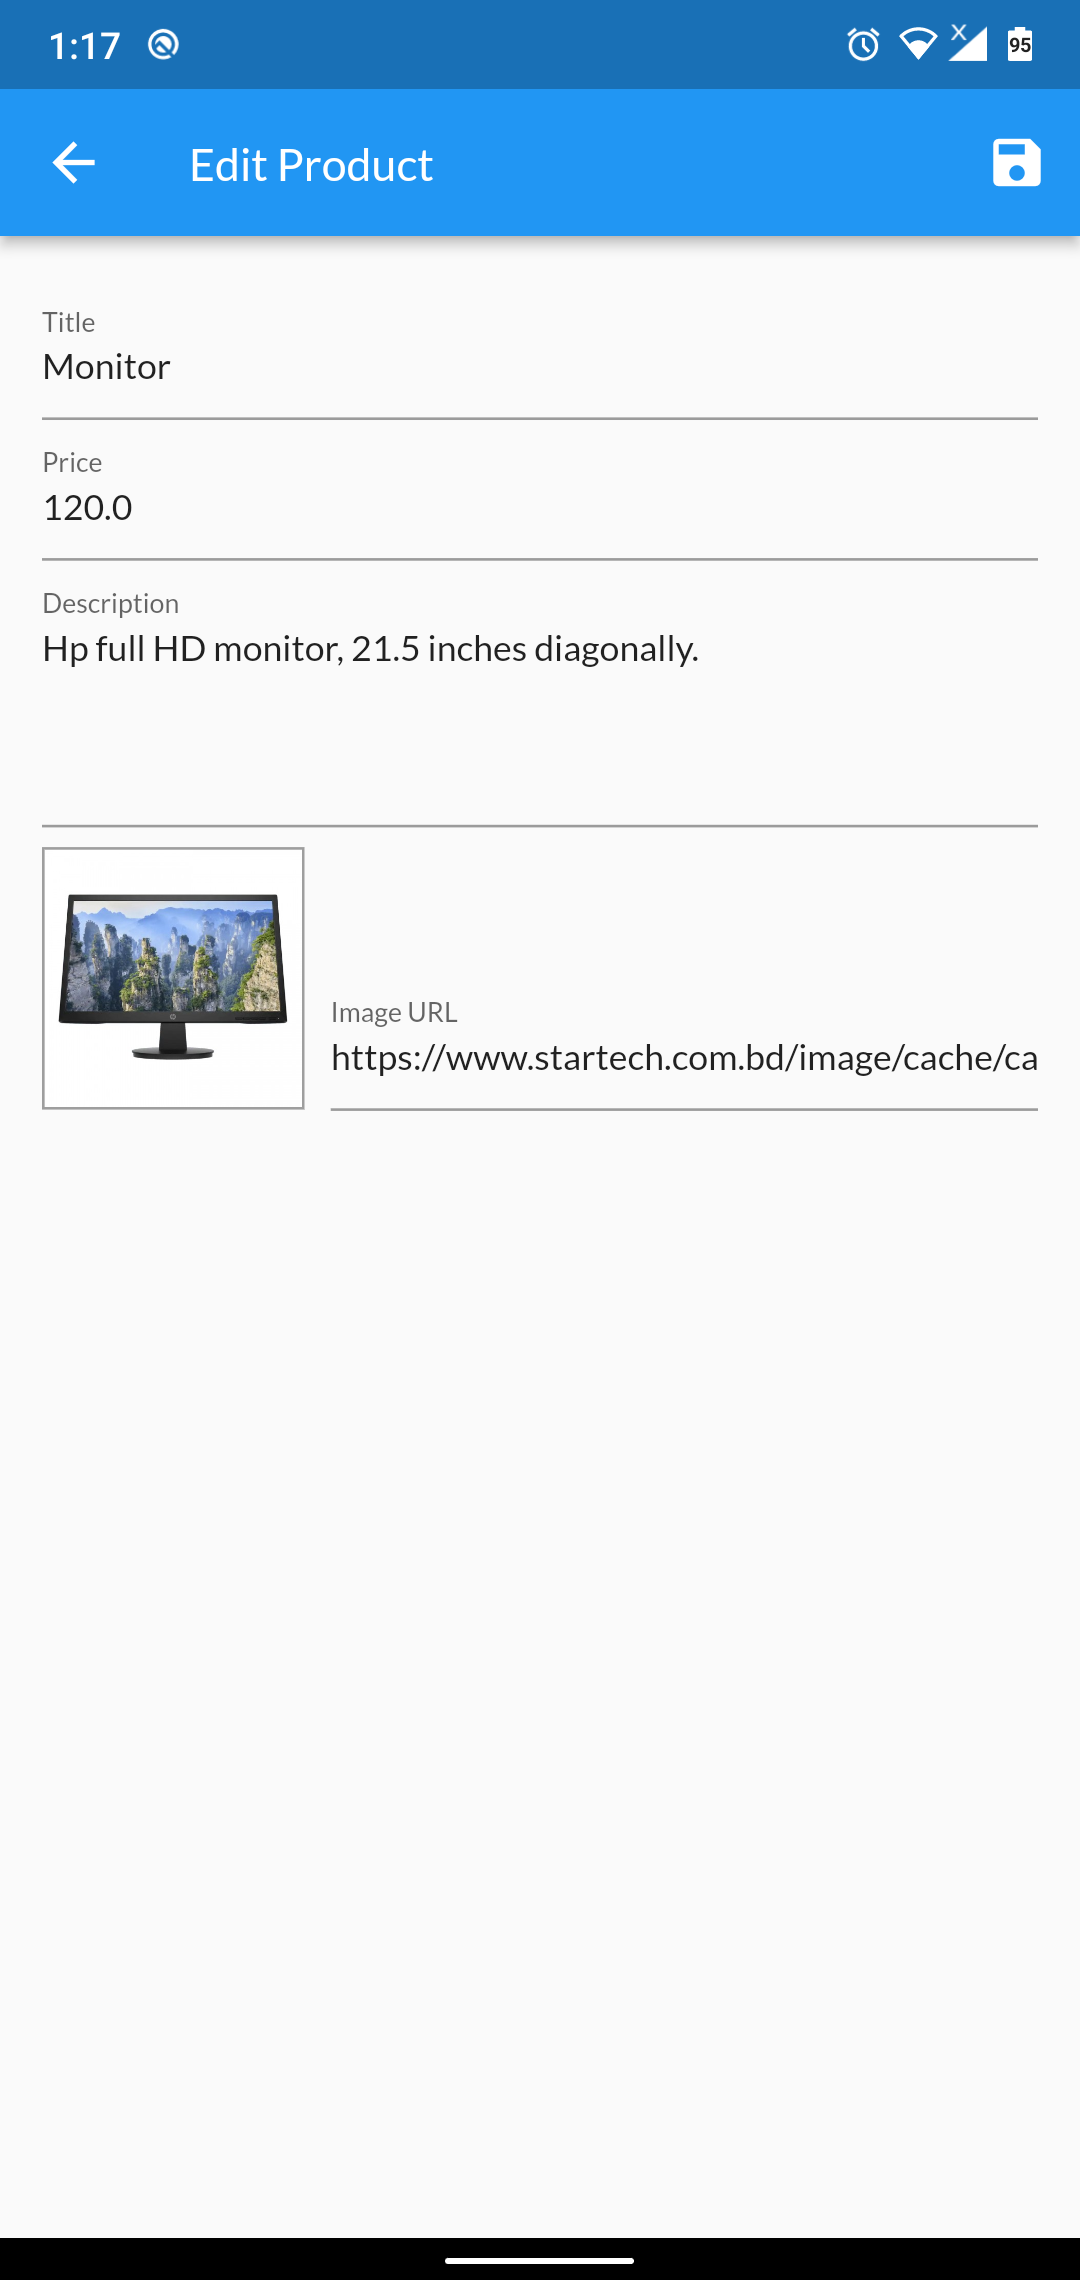 1:17
95
Edit Product
Title
Monitor
Price
120.0
Description
Hp full HD monitor, 21.5 inches diagonally.
Image URL
https://www.startech.com.bd/image/cache/ca